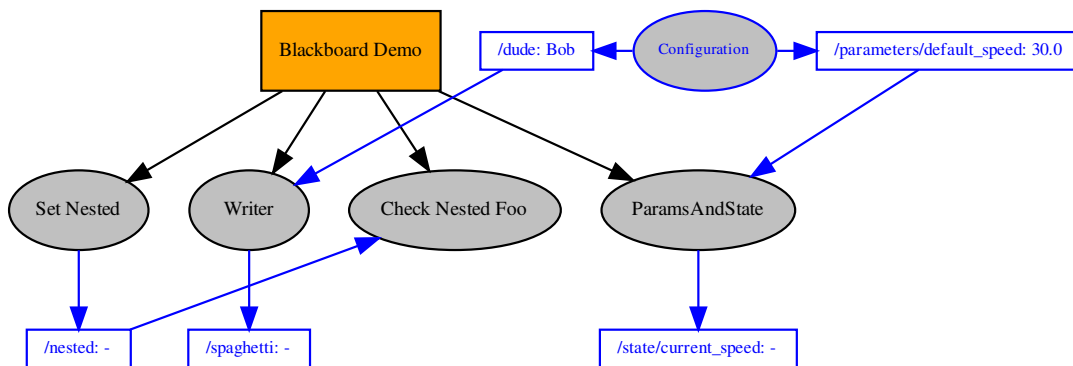 Blackboard Demo
/dude: Bob
Configuration
/parameters/default_speed: 30.0
Set Nested
Writer
Check Nested Foo
ParamsAndState
/nested: -
/spaghetti: -
/state/current_speed: -